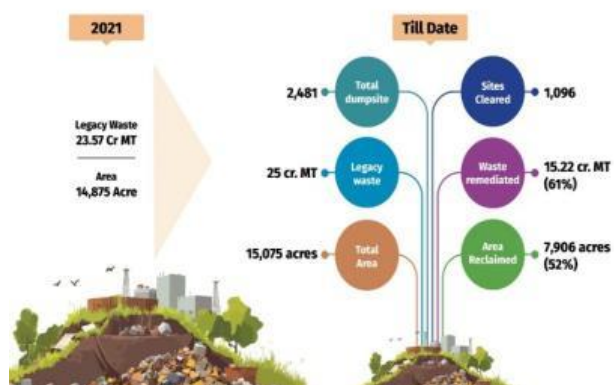 2021
Legacy Waste
23.57 Cr MT
Area
14,875 Acre
Till Date
2,481
Total
dumpsite
Sites
Cleared
1,096
25 cr. MT
Legacy
waste
Waste
remediated
15.22 cr. MT
(61%)
15,075 acres
Total
Area
Area
Reclaimed
7,906 acres
(52%)